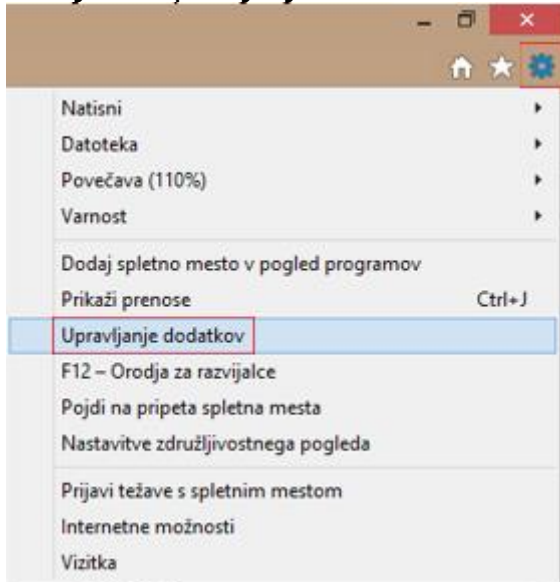 Natisni
Datoteka
Povečava (110%)
Varnost
Dodaj spletno mesto v pogled programov
Prikaži prenose Ctrl+J
Upravljanje dodatkov
F12 – Orodja za razvijalce
Pojdi na pripeta spletna mesta
Nastavitve združljivostnega pogleda
Prijavi težave s spletnim mestom
Internetne možnosti
Vizitka